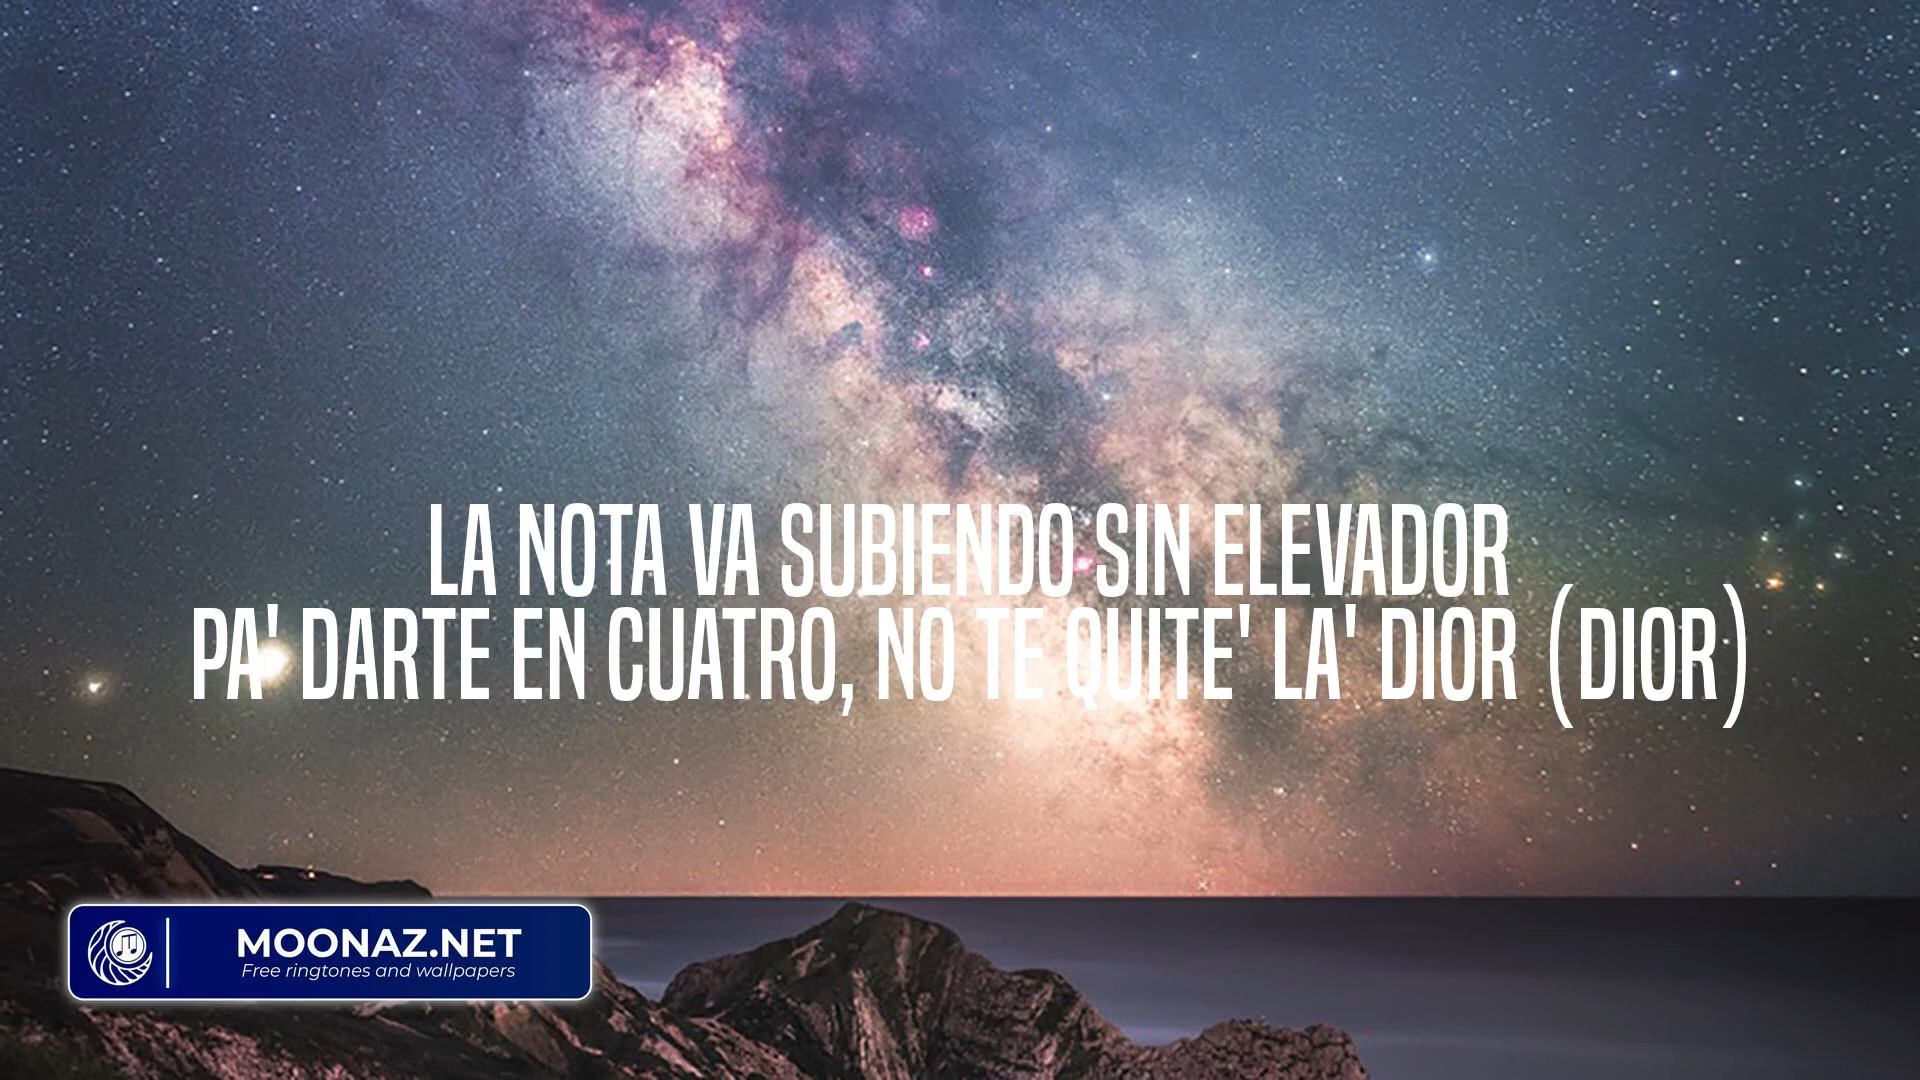 LA NOTA VA SUBIENDO SIN ELEVADOR
PA' DARTE EN CUATRO, NO TE QUITE' LA' DIOR (DIOR)
MOONAZ.NET
Free ringtones and wallpapers